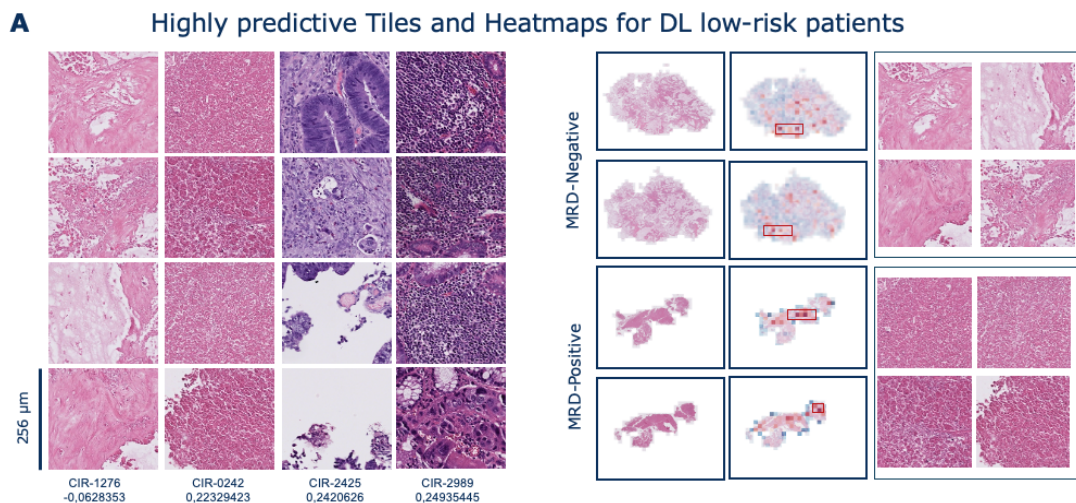 A Highly predictive Tiles and Heatmaps for DL low-risk patients
256 µm
CIR-1276
-0,0628353
CIR-0242
0,22329423
CIR-2425
0,2420626
CIR-2989
0,24935445
MRD-Negative
MRD-Positive